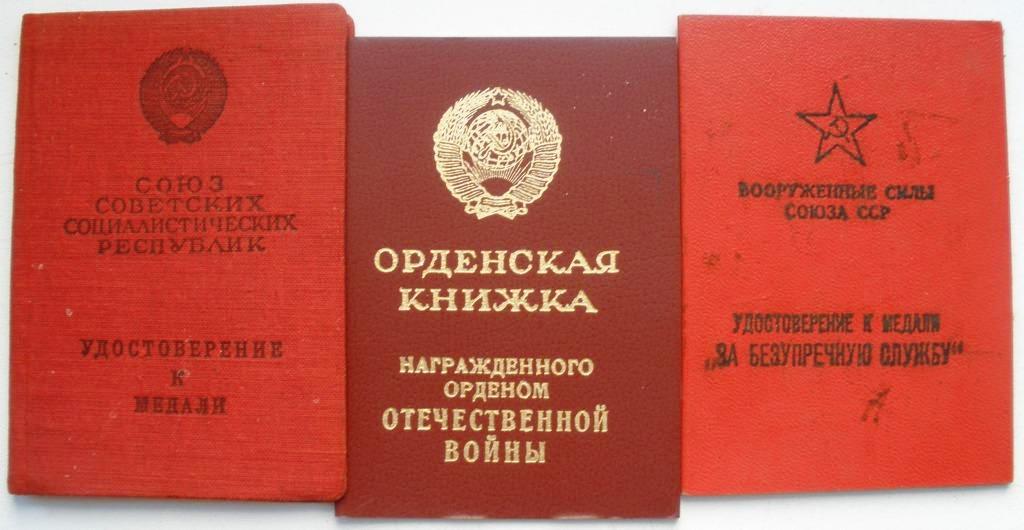 СОЮЗ
СОВЕТСКИХ
СОЦИАЛИСТИЧЕСКИХ
РЕСПУБЛИК
УДОСТОВЕРЕНИЕ
К
МЕДАЛИ
ОРДЕНСКАЯ
КНИЖКА
НАГРАЖДЕННОГО
ОРДЕНОМ
ОТЕЧЕСТВЕННОЙ
ВОЙНЫ
ВООРУЖЕННЫЕ СИЛЫ
СОЮЗА ССР
УДОСТОВЕРЕНИЕ К МЕДАЛИ
„ЗА БЕЗУПРЕЧНУЮ СЛУЖБУ“